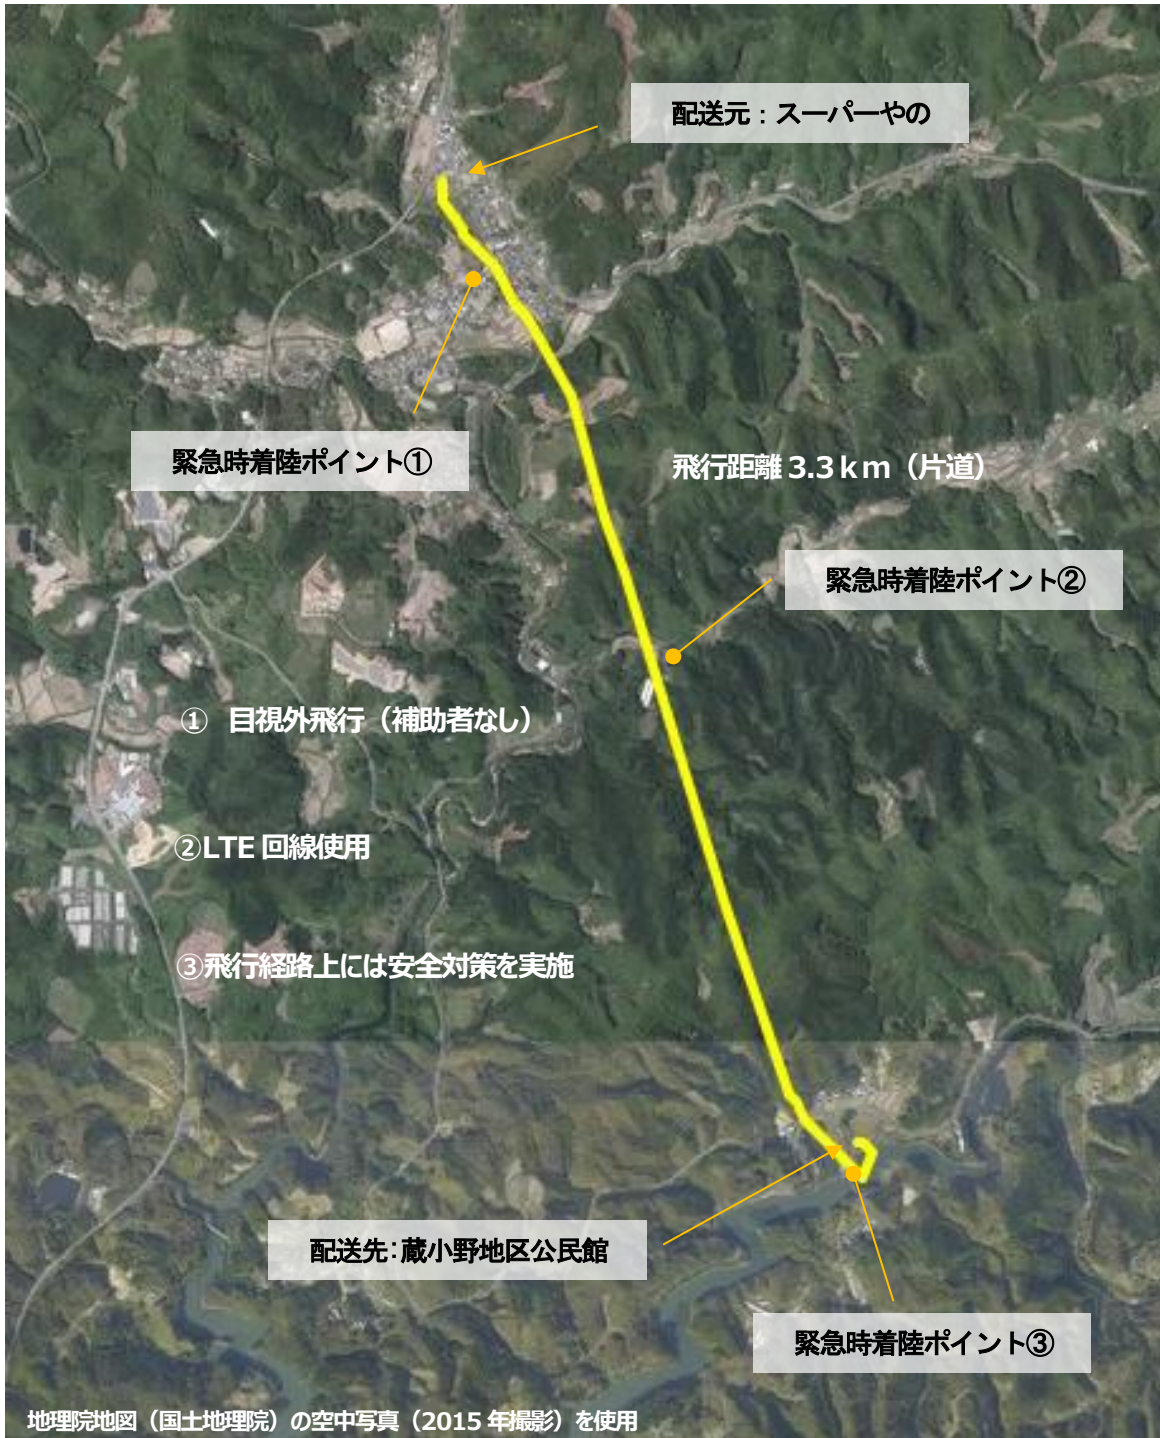 配送元：スーパーやの
緊急時着陸ポイント①
飛行距離 3.3ｋｍ（片道）
緊急時着陸ポイント②
① 目視外飛行（補助者なし）
②LTE 回線使用
③飛行経路上には安全対策を実施
配送先:蔵小野地区公民館
緊急時着陸ポイント③
地理院地図（国土地理院）の空中写真（2015 年撮影）を使用